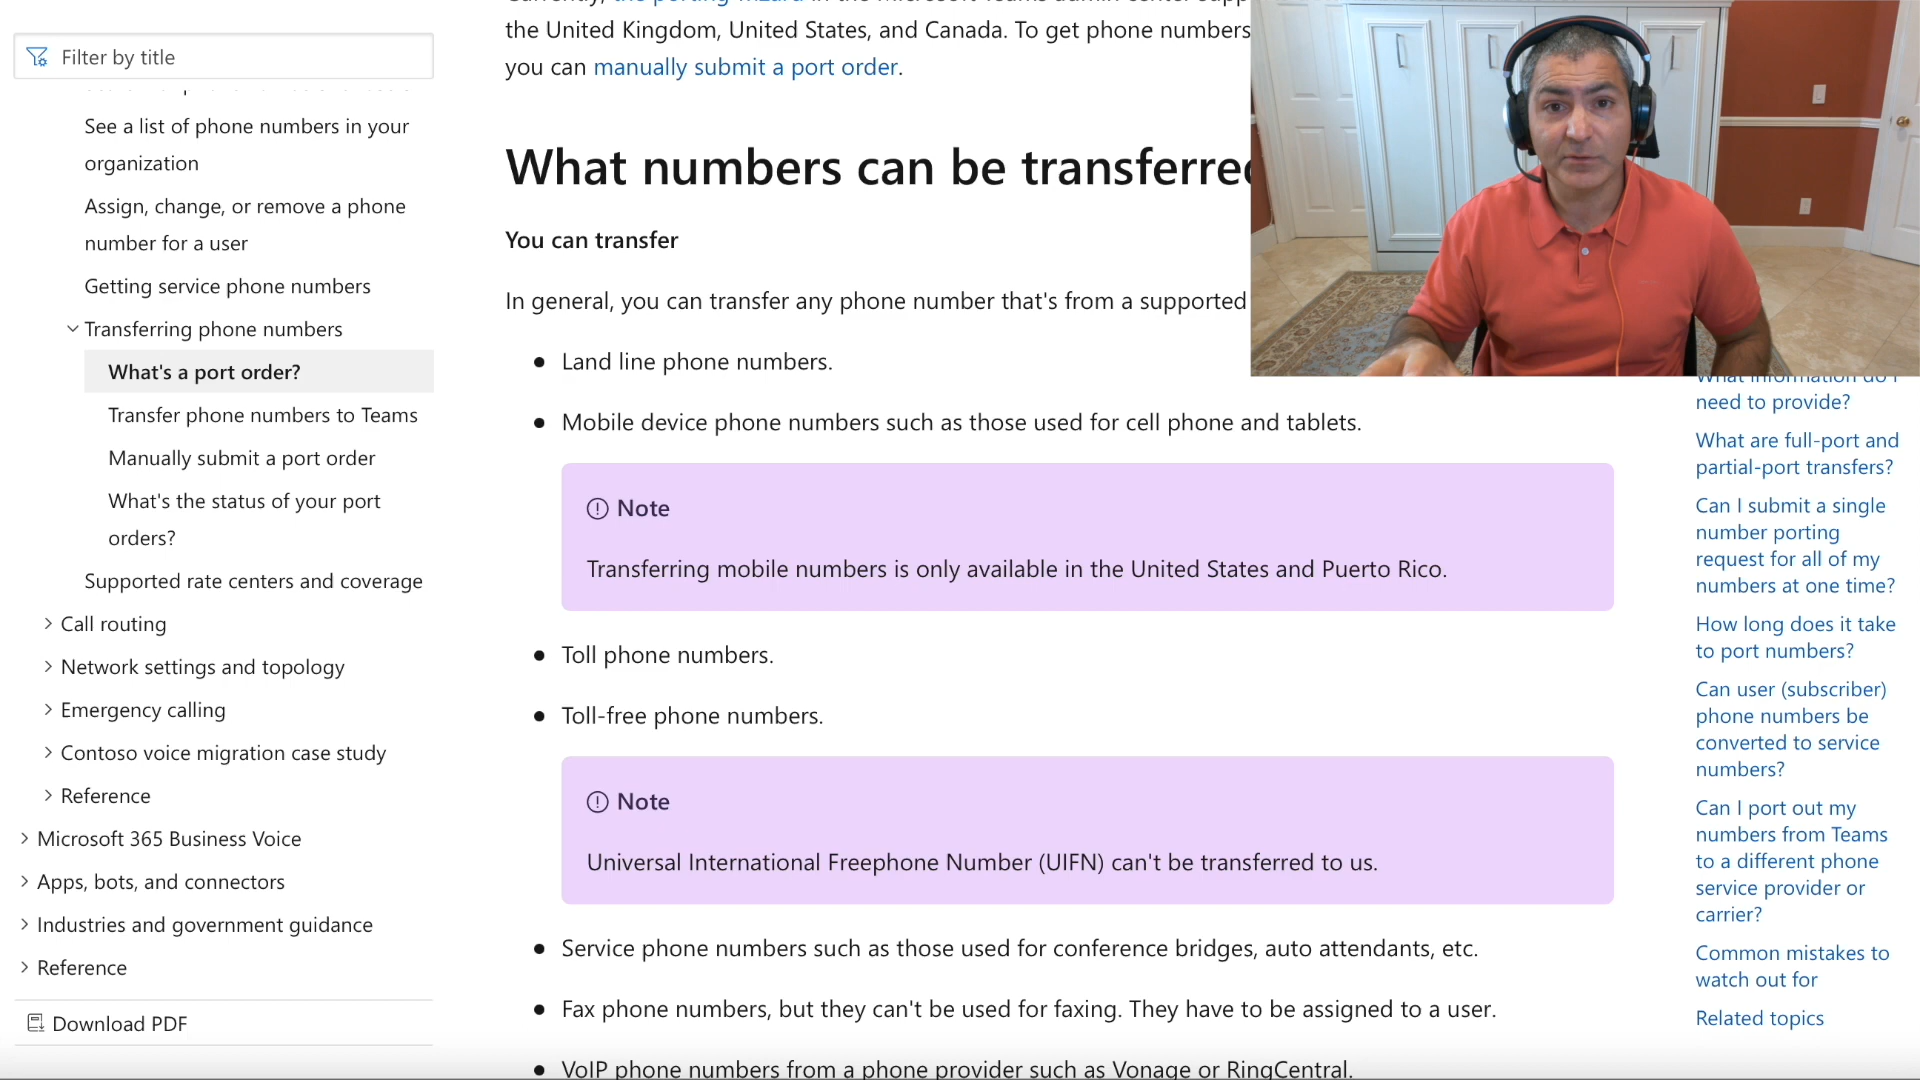 Filter by title
See a list of phone numbers in your
organization
Assign, change, or remove a phone
number for a user
Getting service phone numbers
Transferring phone numbers
What's a port order?
Transfer phone numbers to Teams
Manually submit a port order
What's the status of your port
orders?
Supported rate centers and coverage
Call routing
Network settings and topology
Emergency calling
Contoso voice migration case study
Reference
Microsoft 365 Business Voice
Apps, bots, and connectors
Industries and government guidance
Reference
Download PDF
the United Kingdom, United States, and Canada. To get phone numbers
you can manually submit a port order.
What numbers can be transferred
You can transfer
In general, you can transfer any phone number that's from a supported
Land line phone numbers.
Mobile device phone numbers such as those used for cell phone and tablets.
Note
Transferring mobile numbers is only available in the United States and Puerto Rico.
Toll phone numbers.
Toll-free phone numbers.
Note
Universal International Freephone Number (UIFN) can't be transferred to us.
Service phone numbers such as those used for conference bridges, auto attendants, etc.
Fax phone numbers, but they can't be used for faxing. They have to be assigned to a user.
VoIP phone numbers from a phone provider such as Vonage or RingCentral.
What information do I
need to provide?
What are full-port and
partial-port transfers?
Can I submit a single
number porting
request for all of my
numbers at one time?
How long does it take
to port numbers?
Can user (subscriber)
phone numbers be
converted to service
numbers?
Can I port out my
numbers from Teams
to a different phone
service provider or
carrier?
Common mistakes to
watch out for
Related topics